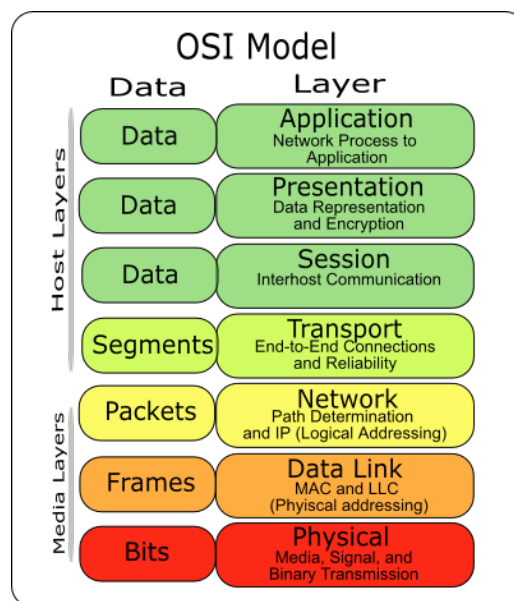 OSI Model
Data Layer
Host Layers
Data
Application
Network Process to
Application
Data
Presentation
Data Representation
and Encryption
Data
Session
Interhost Communication
Segments
Transport
End-to-End Connections
and Reliability
Media Layers
Packets
Network
Path Determination
and IP (Logical Addressing)
Frames
Data Link
MAC and LLC
(Phyiscal addressing)
Bits
Physical
Media, Signal, and
Binary Transmission